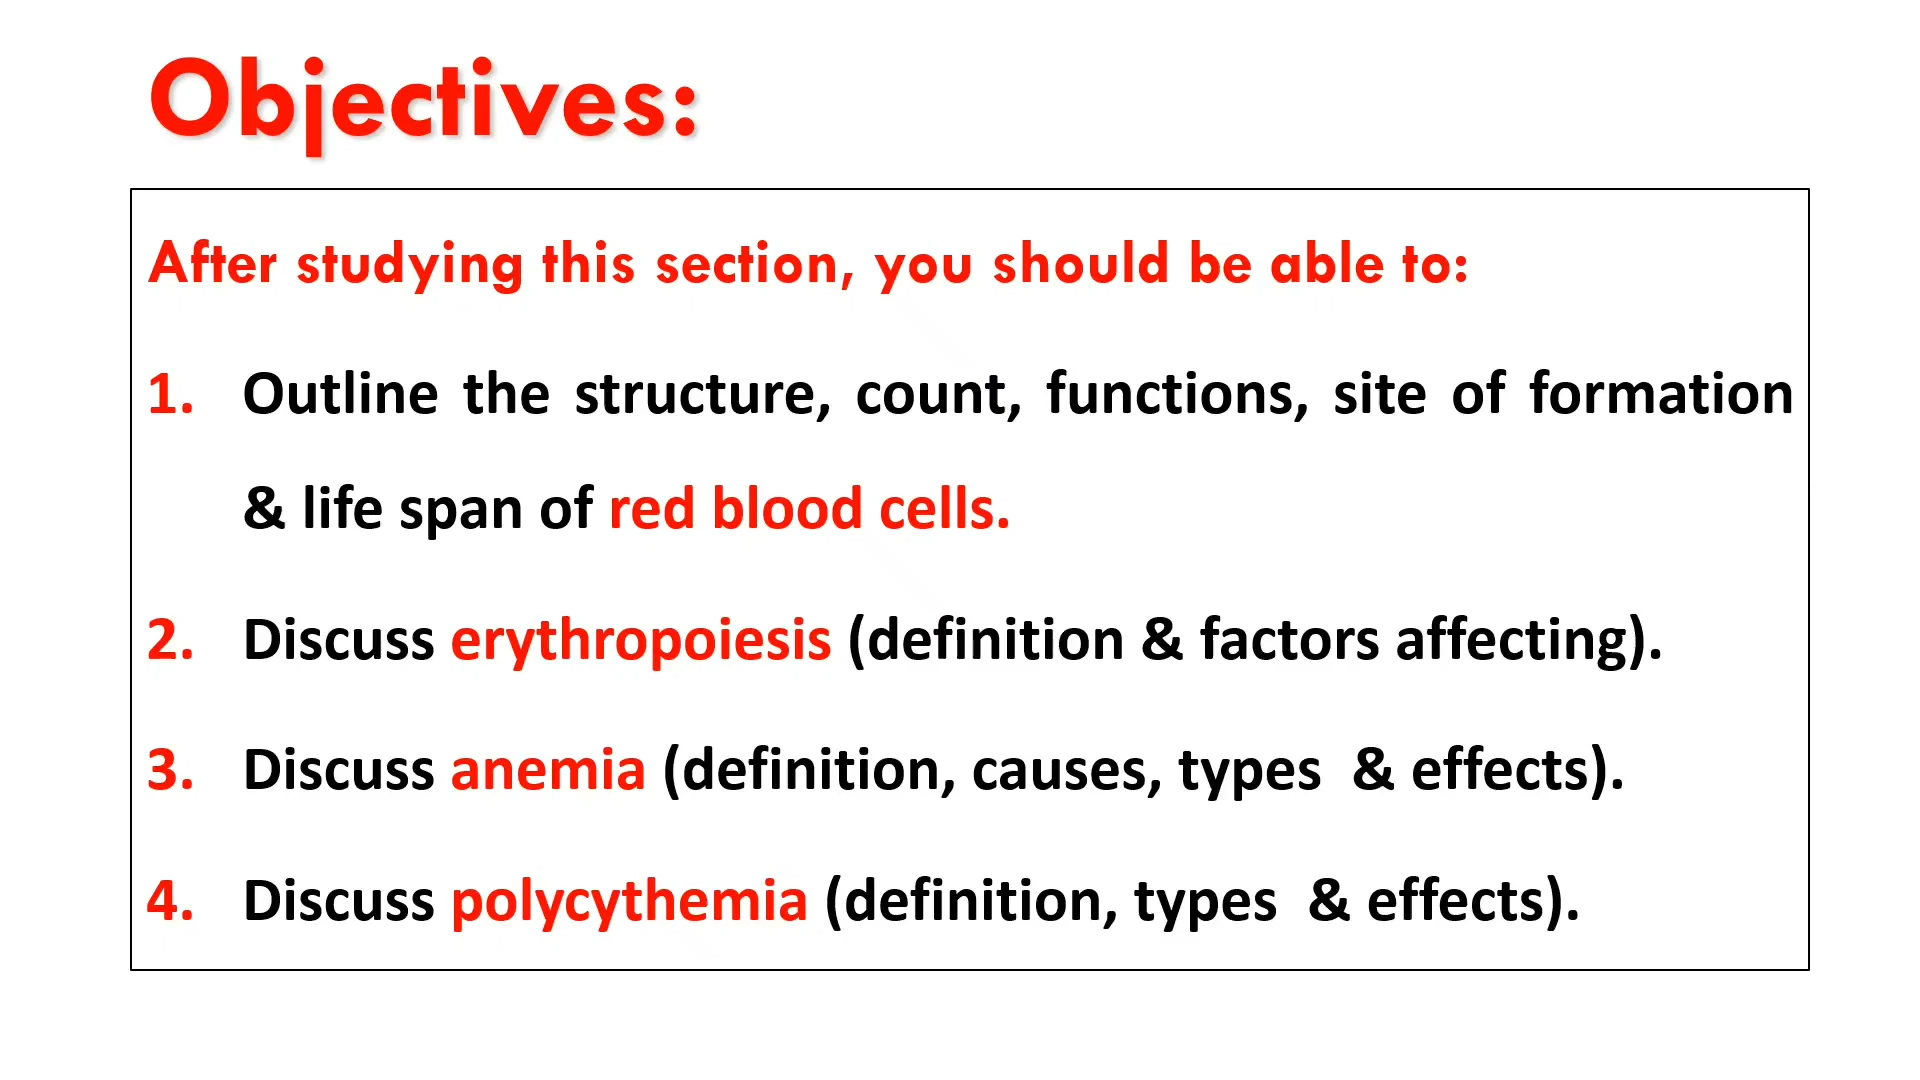 Objectives:
After studying this section, you should be able to:
1. Outline the structure, count, functions, site of formation
& life span of red blood cells.
2. Discuss erythropoiesis (definition & factors affecting).
3. Discuss anemia (definition, causes, types  & effects).
4. Discuss polycythemia (definition, types  & effects).